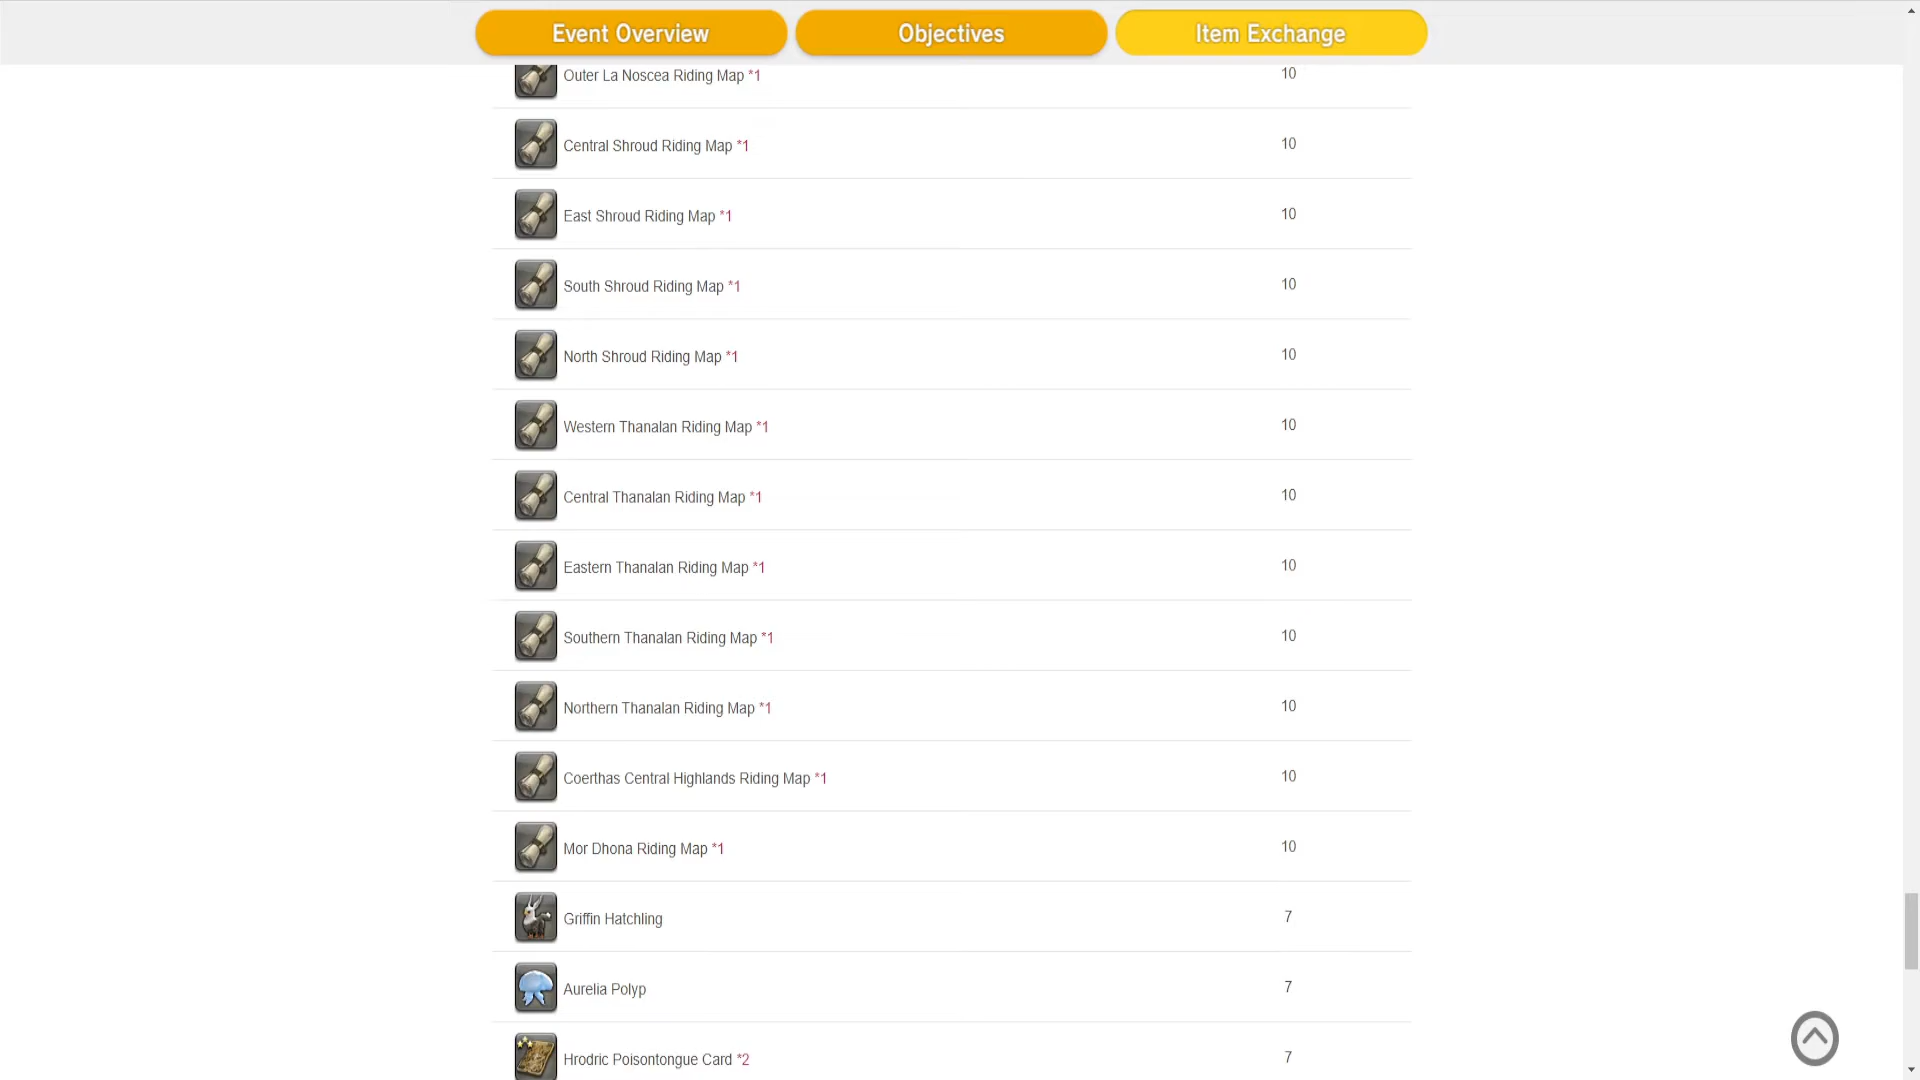 Event Overview
Objectives
Item Exchange
Outer La Noscea Riding Map *1 10
Central Shroud Riding Map *1 10
East Shroud Riding Map *1 10
South Shroud Riding Map *1 10
North Shroud Riding Map *1 10
Western Thanalan Riding Map *1 10
Central Thanalan Riding Map *1 10
Eastern Thanalan Riding Map *1 10
Southern Thanalan Riding Map *1 10
Northern Thanalan Riding Map *1 10
Coerthas Central Highlands Riding Map *1 10
Mor Dhona Riding Map *1 10
Griffin Hatchling 7
Aurelia Polyp 7
Hrodric Poisontongue Card *2 7